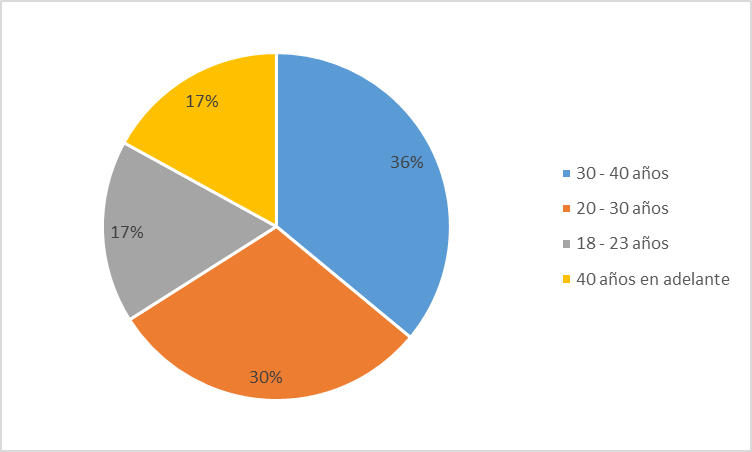 17%
36%
17%
30%
30 - 40 años
20 - 30 años
18 - 23 años
40 años en adelante